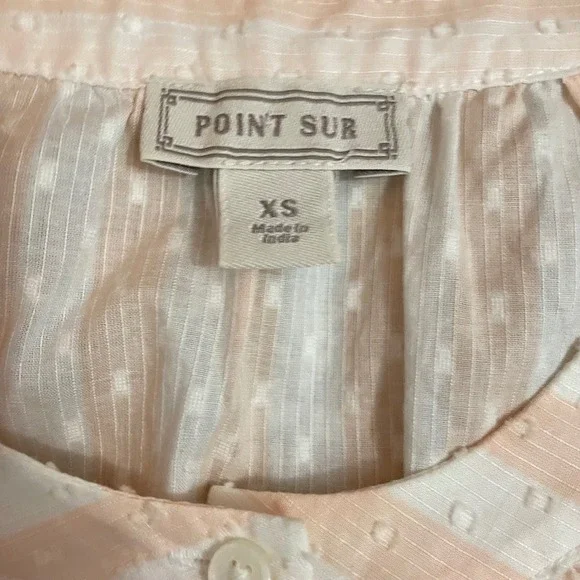 POINT SUR
XS
Made in
India